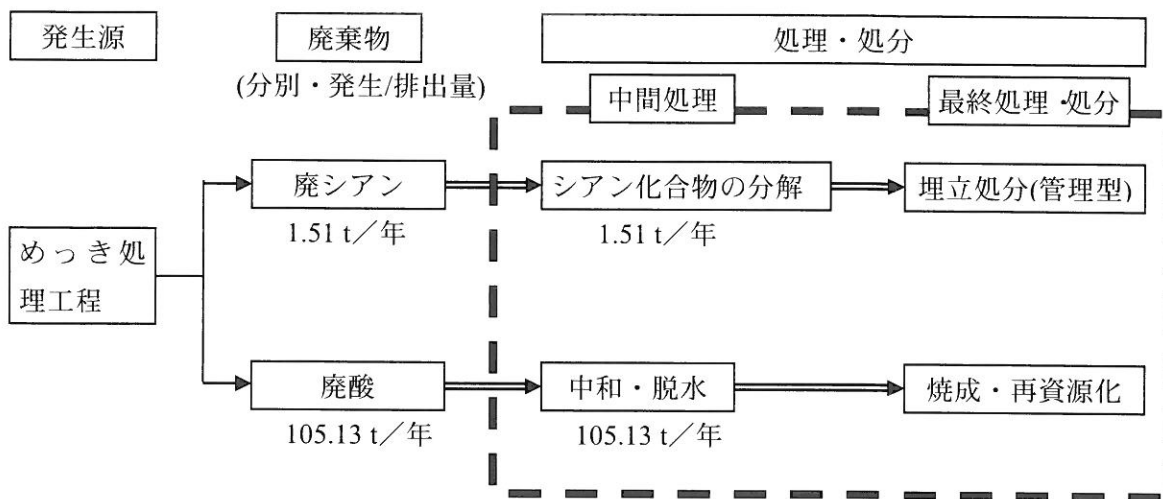 発生源
廃棄物
処理・処分
(分別・発生/排出量)
中間処理
最終処理・処分
廃シアン
シアン化合物の分解
埋立処分(管理型)
1.51 t／年
1.51 t／年
めっき処
理工程
廃酸
中和・脱水
焼成・再資源化
105.13 t／年
105.13 t／年